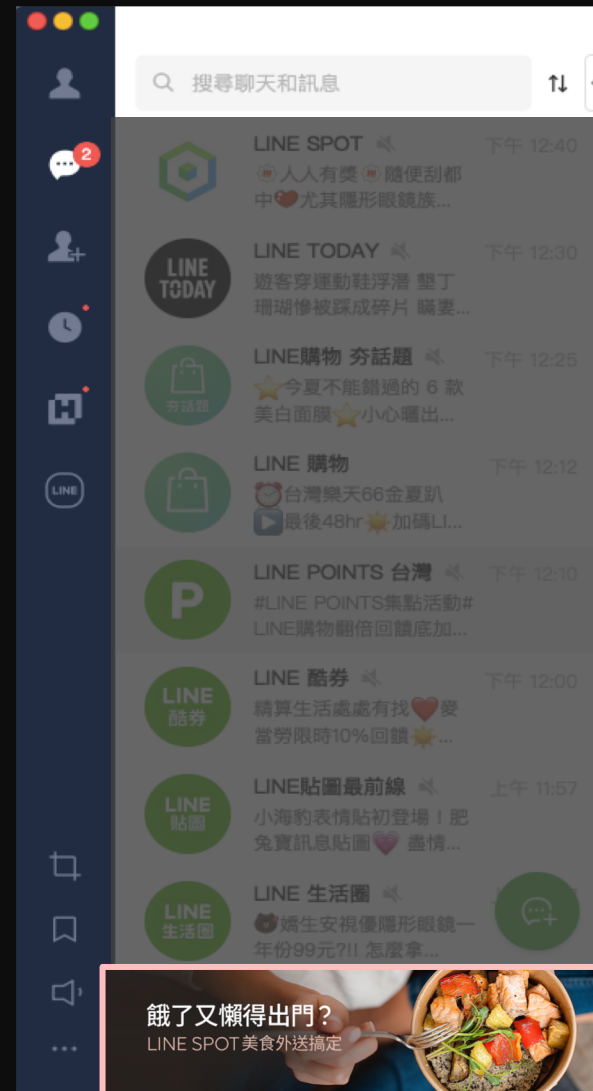 搜尋聊天和訊息
2
LINE SPOT
下午 12:40
人人有獎 隨便刮都
中 尤其隱形眼鏡族...
LINE
TODAY
LINE TODAY
下午 12:30
遊客穿運動鞋浮潛 墾丁
珊瑚慘被踩成碎片 瞞妻...
夯話題
LINE購物 夯話題
下午 12:25
⭐今夏不能錯過的 6 款
美白面膜⭐小心曬出...
LINE 購物
下午 12:12
⏰台灣樂天66金夏趴
▶最後48hr☀加碼LI...
LINE
P
LINE POINTS 台灣
下午 12:10
#LINE POINTS集點活動#
LINE購物翻倍回饋底加...
LINE
酷券
LINE 酷券
下午 12:00
精算生活處處有找❤麥
當勞限時10%回饋☀...
LINE
貼圖
LINE貼圖最前線
上午 11:57
小海豹表情貼初登場！肥
兔寶訊息貼圖💗 盡情...
LINE
生活圈
LINE 生活圈
嬌生安視優隱形眼鏡一
年份99元?!! 怎麼拿...
餓了又懶得出門？
LINE SPOT美食外送搞定